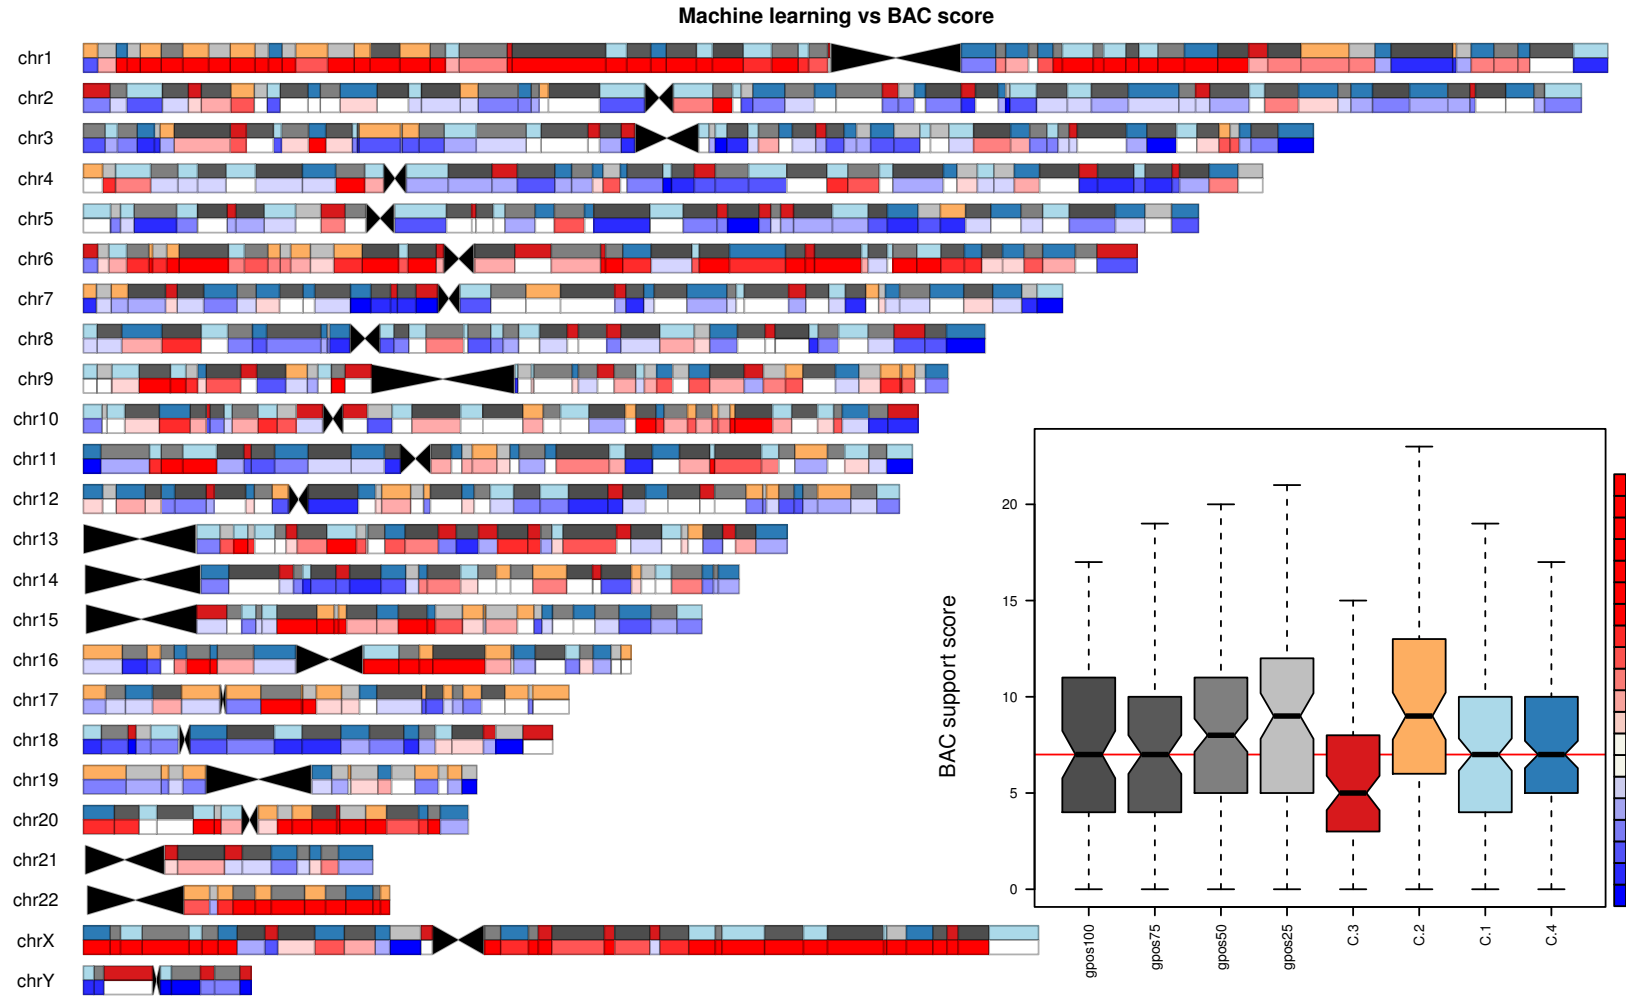 Machine learning vs BAC score
chr1
chr2
chr3
chr4
chr5
chr6
chr7
chr8
chr9
chr10
chr11
chr12
chr13
chr14
chr15
chr16
chr17
chr18
chr19
chr20
chr21
chr22
chrX
chrY
BAC support score
20
15
10
5
0
gpos100
gpos75
gpos50
gpos25
C.3
C.2
C.1
C.4